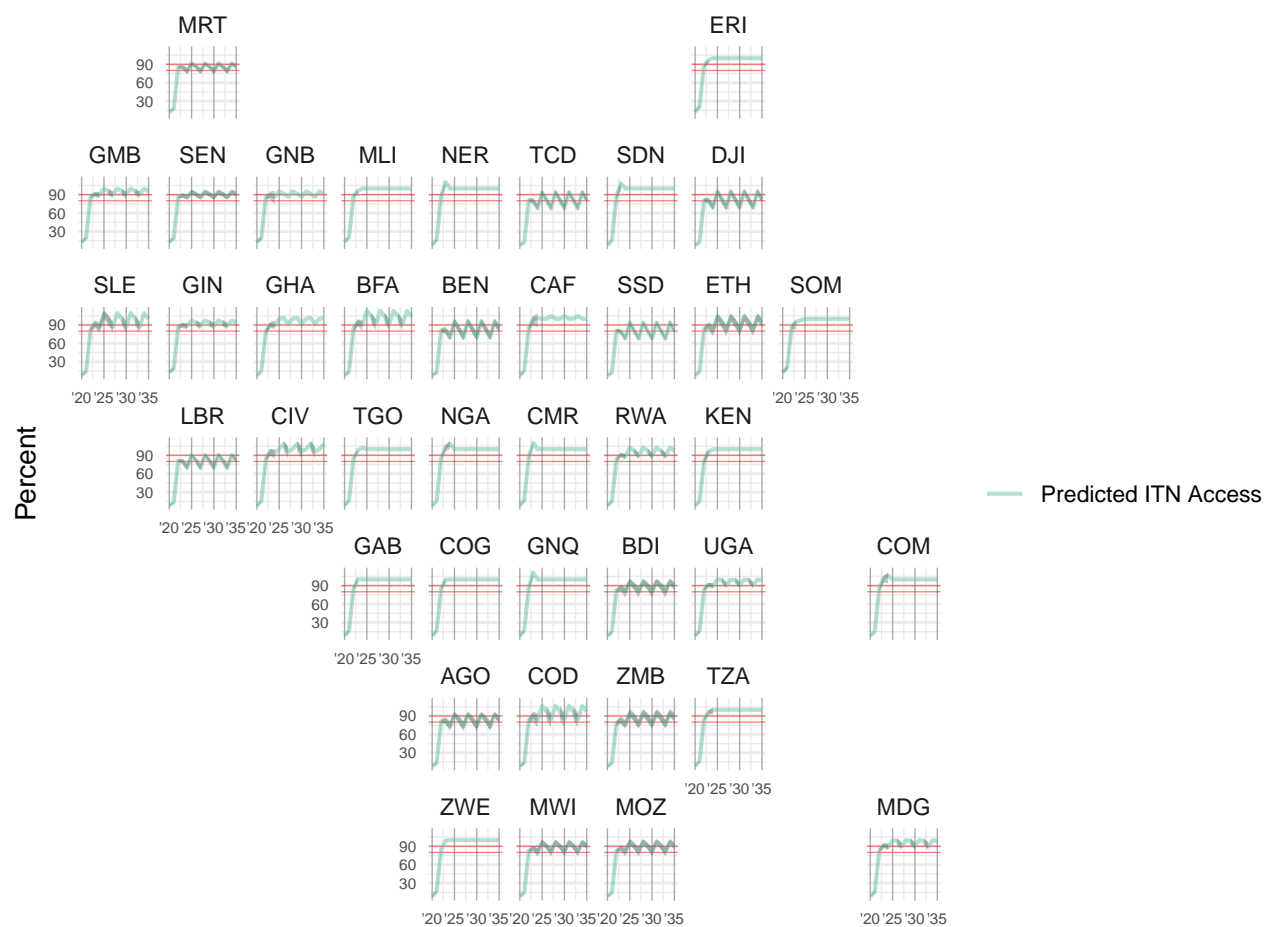 MRT ERI
90
60
30
GMB SEN GNB MLI NER TCD SDN DJI
90
60
30
SLE GIN GHA BFA BEN CAF SSD ETH SOM
90
60
30
'20 '25 '30 '35 '20 '25 '30 '35
LBR CIV TGO NGA CMR RWA KEN
90
60
30
'20 '25 '30 '35 '20 '25 '30 '35
Percent
Predicted ITN Access
GAB COG GNQ BDI UGA COM
90
60
30
'20 '25 '30 '35
AGO COD ZMB TZA
90
60
30
'20 '25 '30 '35
ZWE MWI MOZ MDG
90
60
30
'20 '25 '30 '35 '20 '25 '30 '35 '20 '25 '30 '35 '20 '25 '30 '35